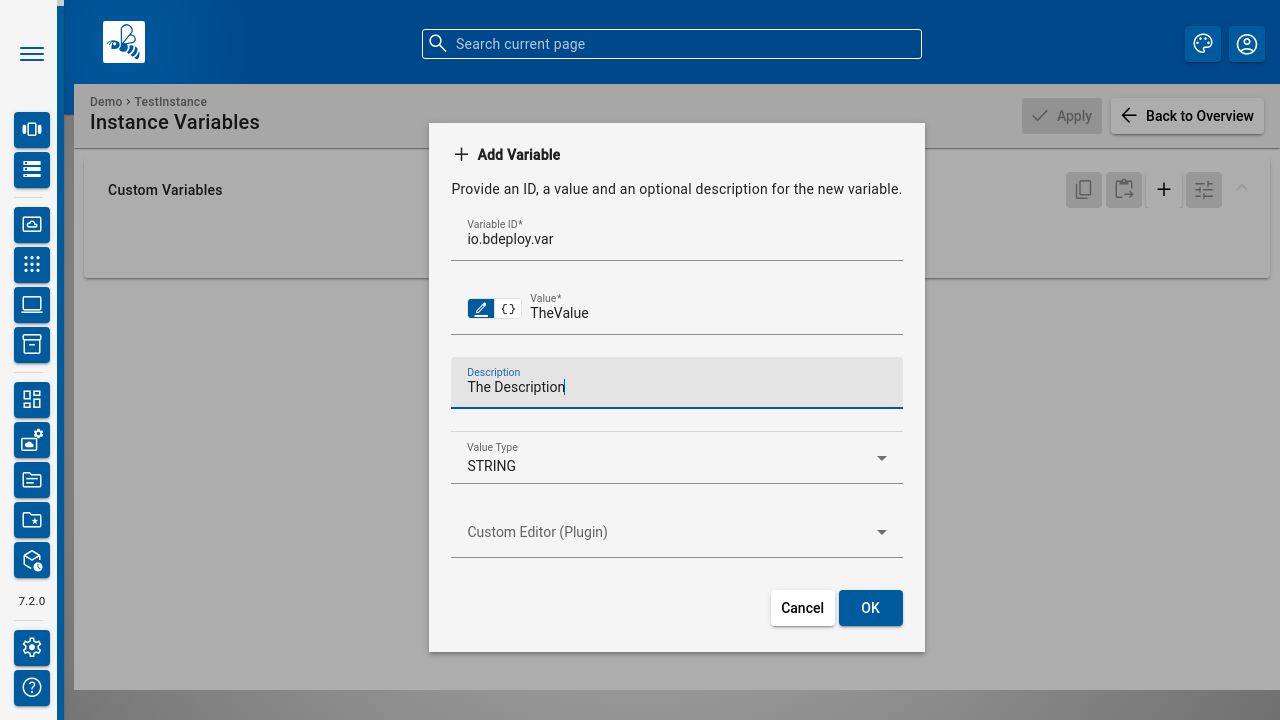 Search current page
Demo › TestInstance
Instance Variables
Apply
Back to Overview
Custom Variables
Add Variable
Provide an ID, a value and an optional description for the new variable.
Variable ID*
io.bdeploy.var
Value*
{}
TheValue
Description
The Description
Value Type
STRING
Custom Editor (Plugin)
Cancel
OK
7.2.0